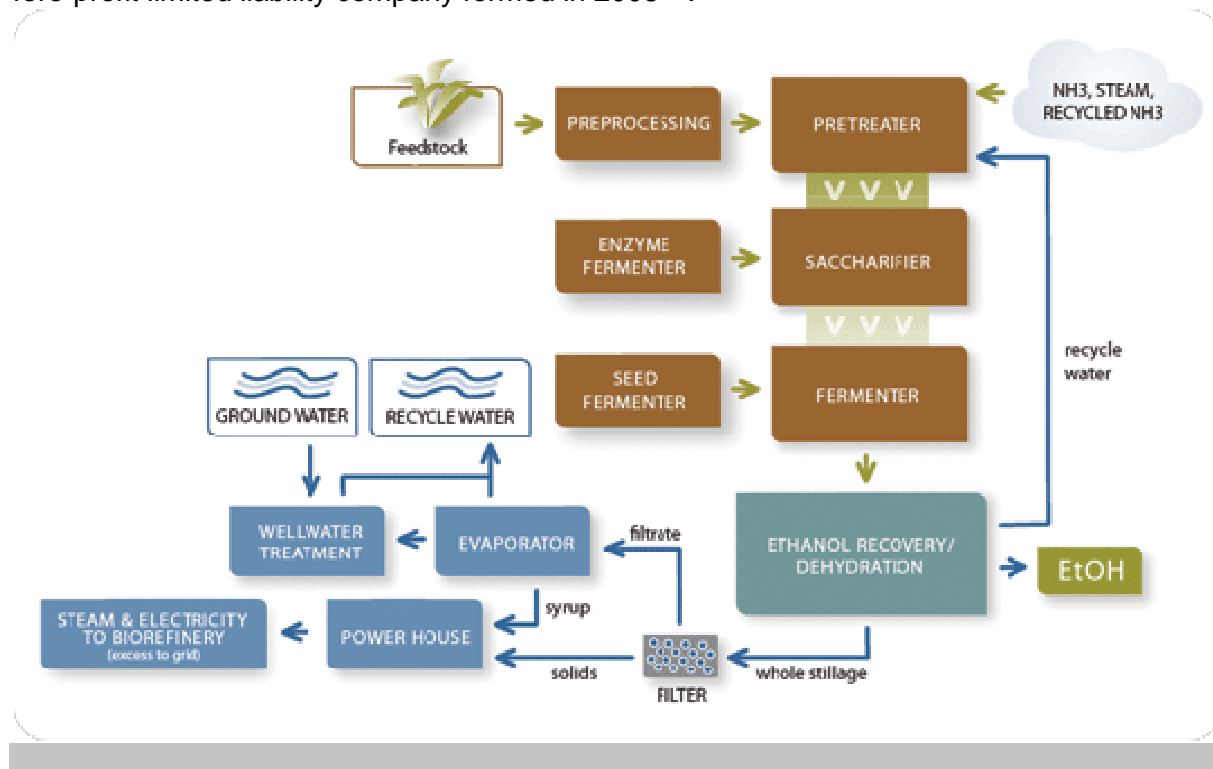 NH3, STEAM,
RECYCLED NH3
Feedstock
PREPROCESSING
PRETREATER
ENZYME
FERMENTER
SACCHARIFIER
recycle
water
SEED
FERMENTER
FERMENTER
GROUND WATER
RECYCLE WATER
WELLWATER
TREATMENT
EVAPORATOR
filtrate
ETHANOL RECOVERY/
DEHYDRATION
EtOH
syrup
STEAM & ELECTRICITY
TO BIOREFINERY
(excess to grid)
POWER HOUSE
solids
FILTER
whole stillage